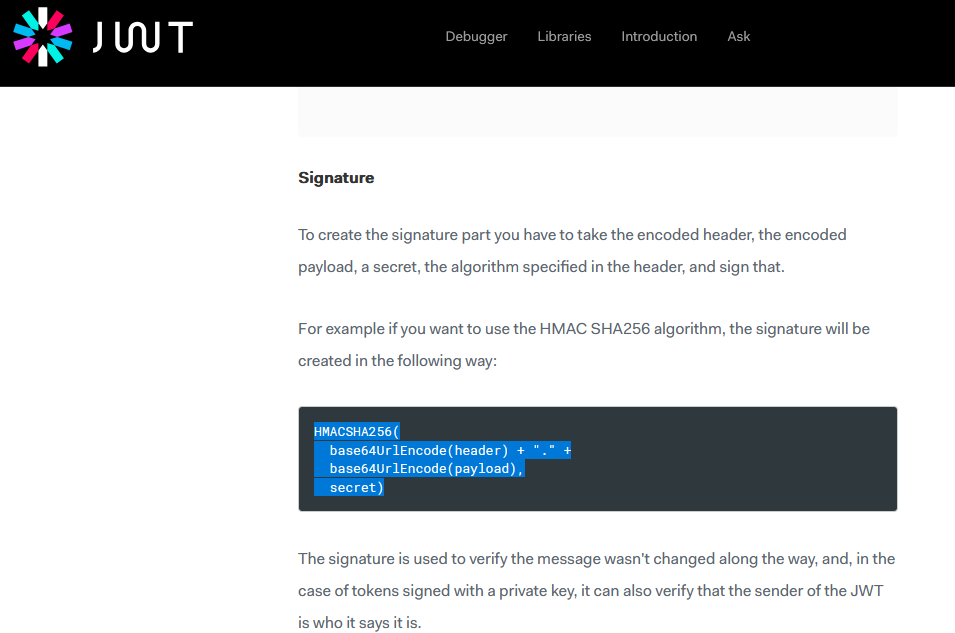 JWT
Debugger Libraries Introduction Ask
Signature
To create the signature part you have to take the encoded header, the encoded
payload, a secret, the algorithm specified in the header, and sign that.
For example if you want to use the HMAC SHA256 algorithm, the signature will be
created in the following way:
HMACSHA256(
  base64UrlEncode(header) + "." +
  base64UrlEncode(payload),
  secret)
The signature is used to verify the message wasn't changed along the way, and, in the
case of tokens signed with a private key, it can also verify that the sender of the JWT
is who it says it is.